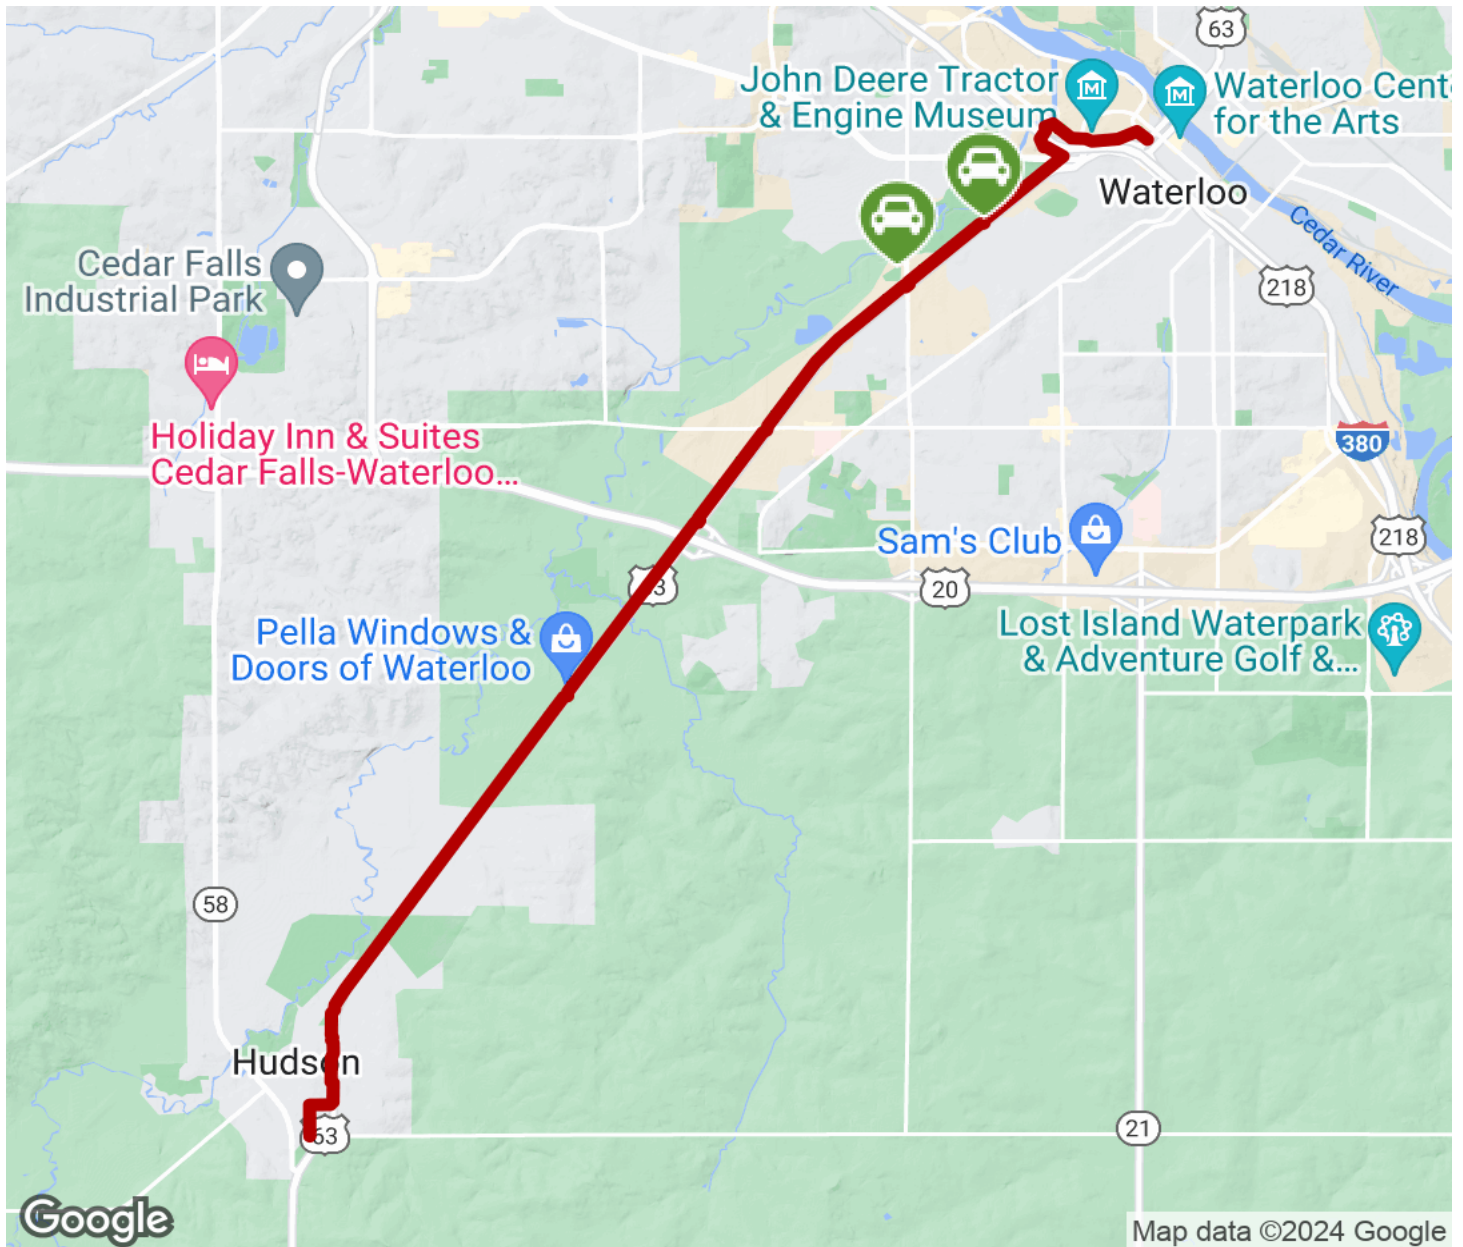 63
John Deere Tractor
& Engine Museum
Waterloo Cent
for the Arts
Waterloo
Cedar River
Cedar Falls
Industrial Park
218
Holiday Inn & Suites
Cedar Falls-Waterloo...
380
Sam's Club
218
63
20
Pella Windows &
Doors of Waterloo
Lost Island Waterpark
& Adventure Golf &...
58
Hudson
63
21
Google
Map data ©2024 Google